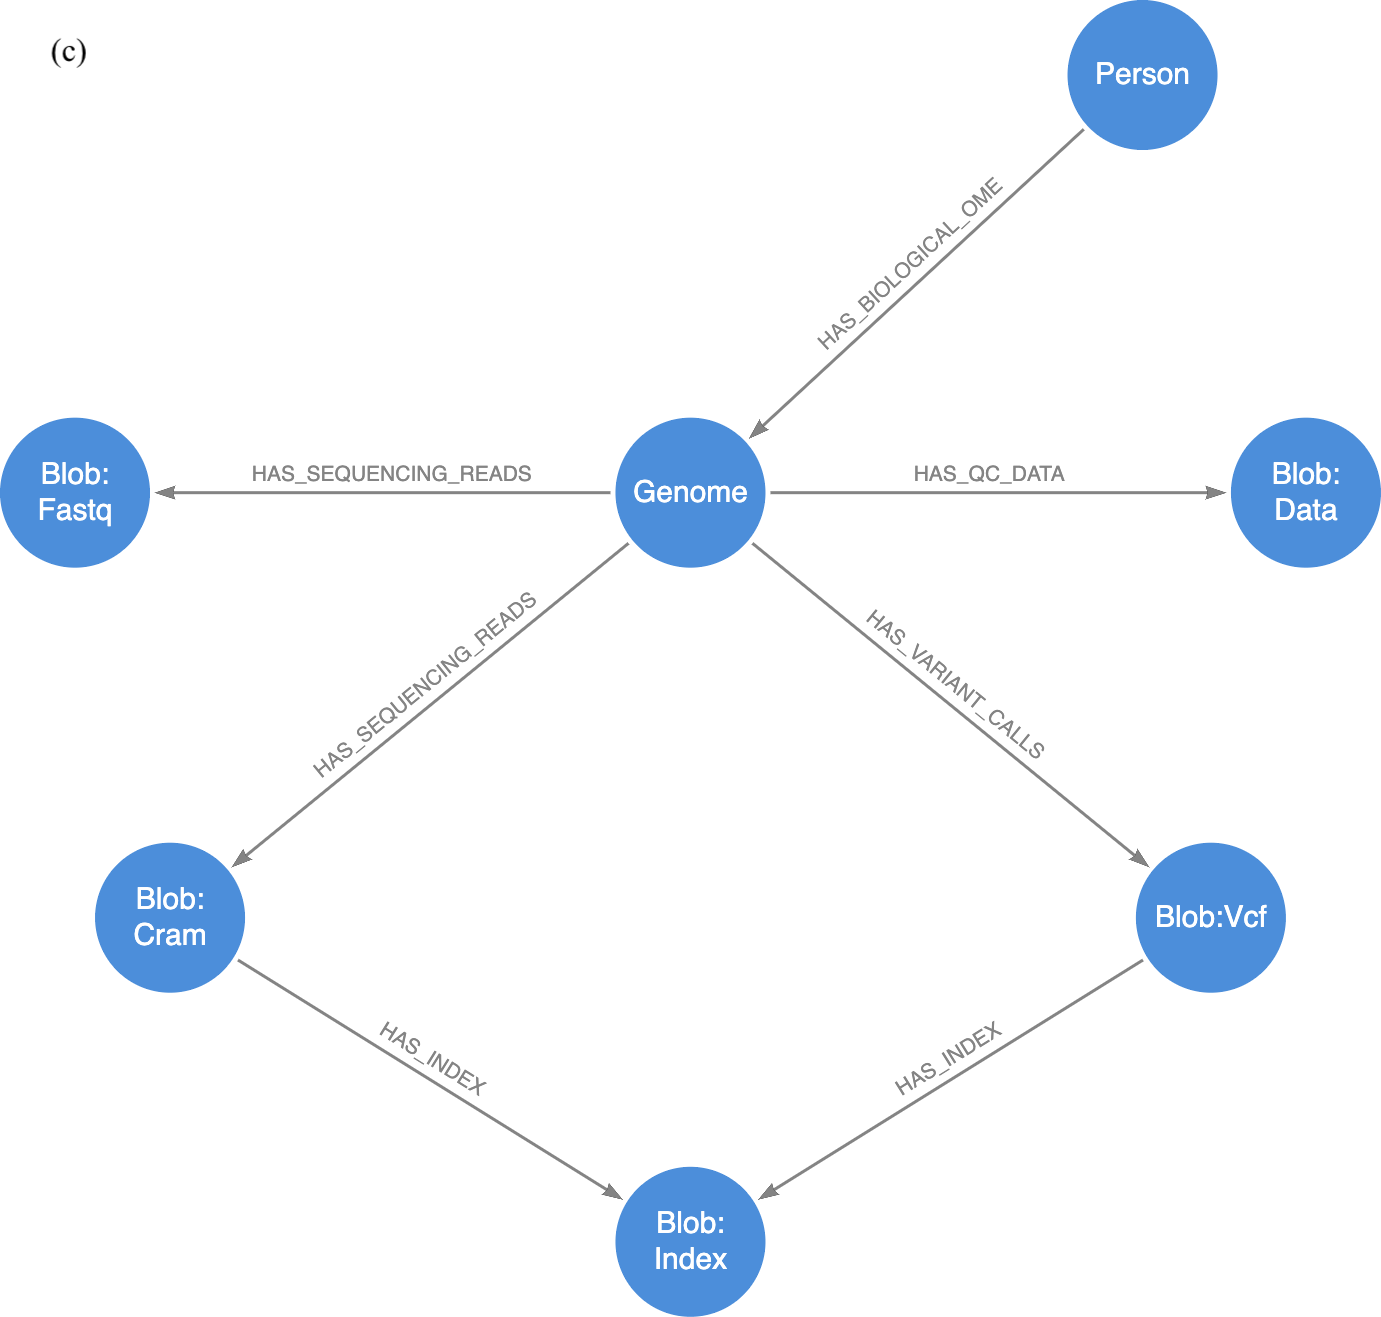 (c)
Person
HAS_BIOLOGICAL_OME
Blob:
Fastq
HAS_SEQUENCING_READS
Genome
HAS_QC_DATA
Blob:
Data
HAS_SEQUENCING_READS
HAS_VARIANT_CALLS
Blob:
Cram
Blob:Vcf
HAS_INDEX
HAS_INDEX
Blob:
Index